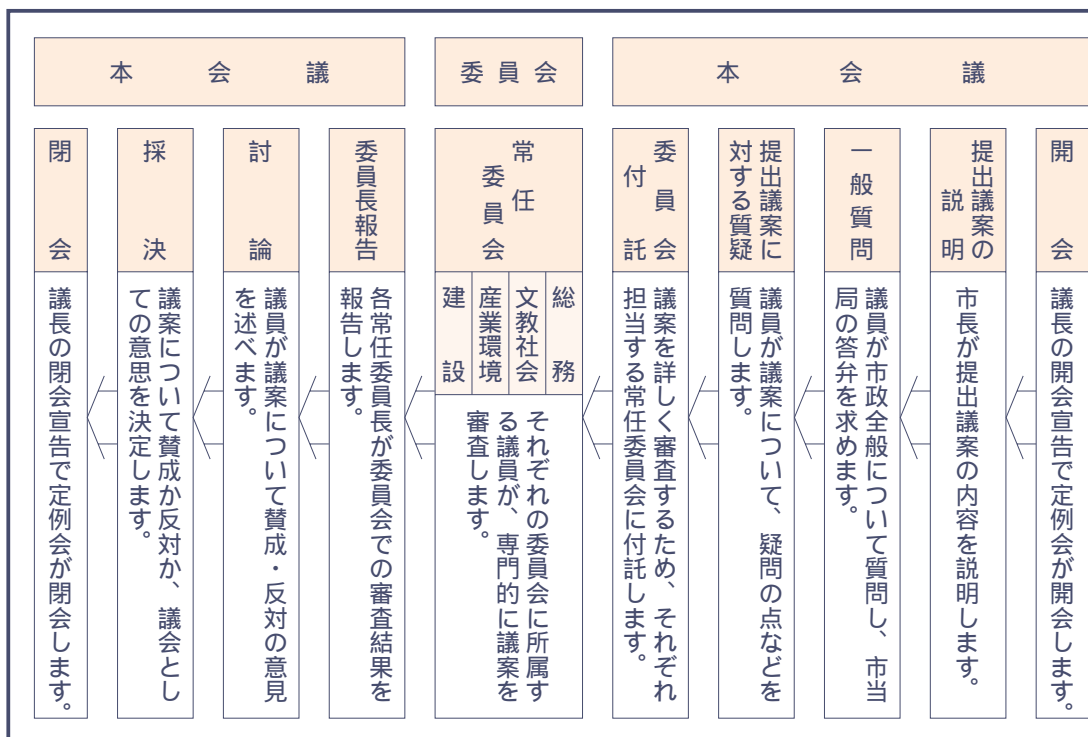 本会議
開会
議長の開会宣告で定例会が開会します。
提出議案の
説明
市長が提出議案の内容を説明します。
一般質問
議員が市政全般について質問し、市当
局の答弁を求めます。
提出議案に
対する質疑
議員が議案について、疑問の点などを
質問します。
委員会
付託
議案を詳しく審査するため、それぞれ
担当する常任委員会に付託します。
委員会
常任
委員会
総務
文教社会
産業環境
建設
それぞれの委員会に所属す
る議員が、専門的に議案を
審査します。
本会議
委員長報告
各常任委員長が委員会での審査結果を
報告します。
討論
議員が議案について賛成・反対の意見
を述べます。
採決
議案について賛成か反対か、議会とし
ての意思を決定します。
閉会
議長の閉会宣告で定例会が閉会します。